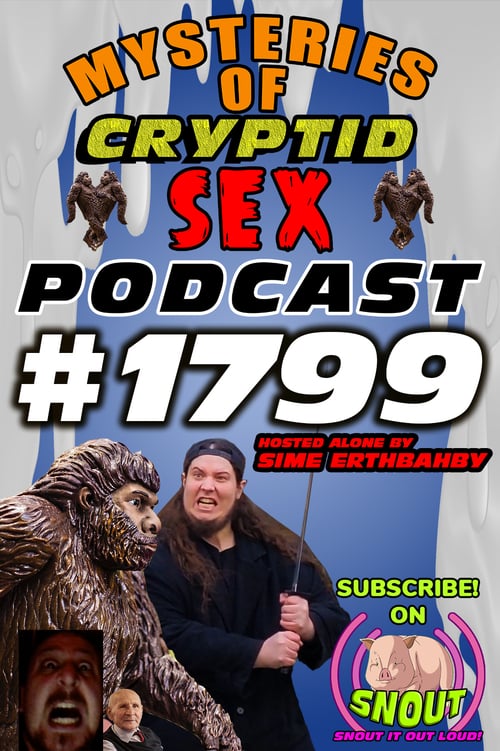 MYSTERIES
OF
CRYPTID
SEX
PODCAST
#1799
HOSTED ALONE BY
SIME ERTHBAHBY
SUBSCRIBE!
ON
SNOUT
SNOUT IT OUT LOUD!